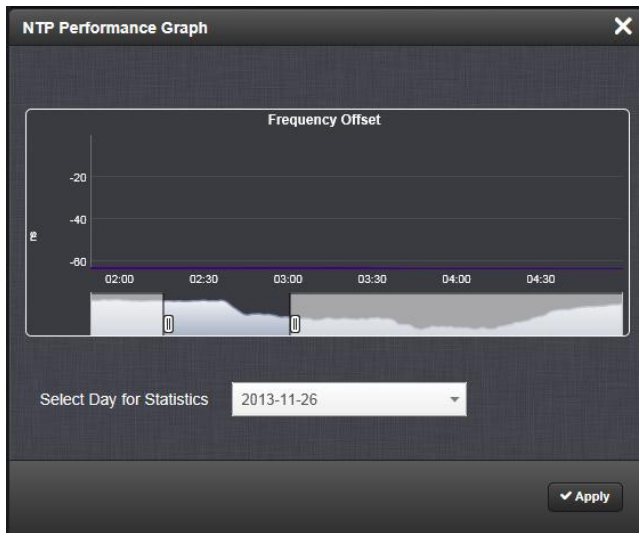 NTP Performance Graph
Frequency Offset
-20
-40
ns
-60
02:00 02:30 03:00 03:30 04:00 04:30
Select Day for Statistics 2013-11-26
Apply